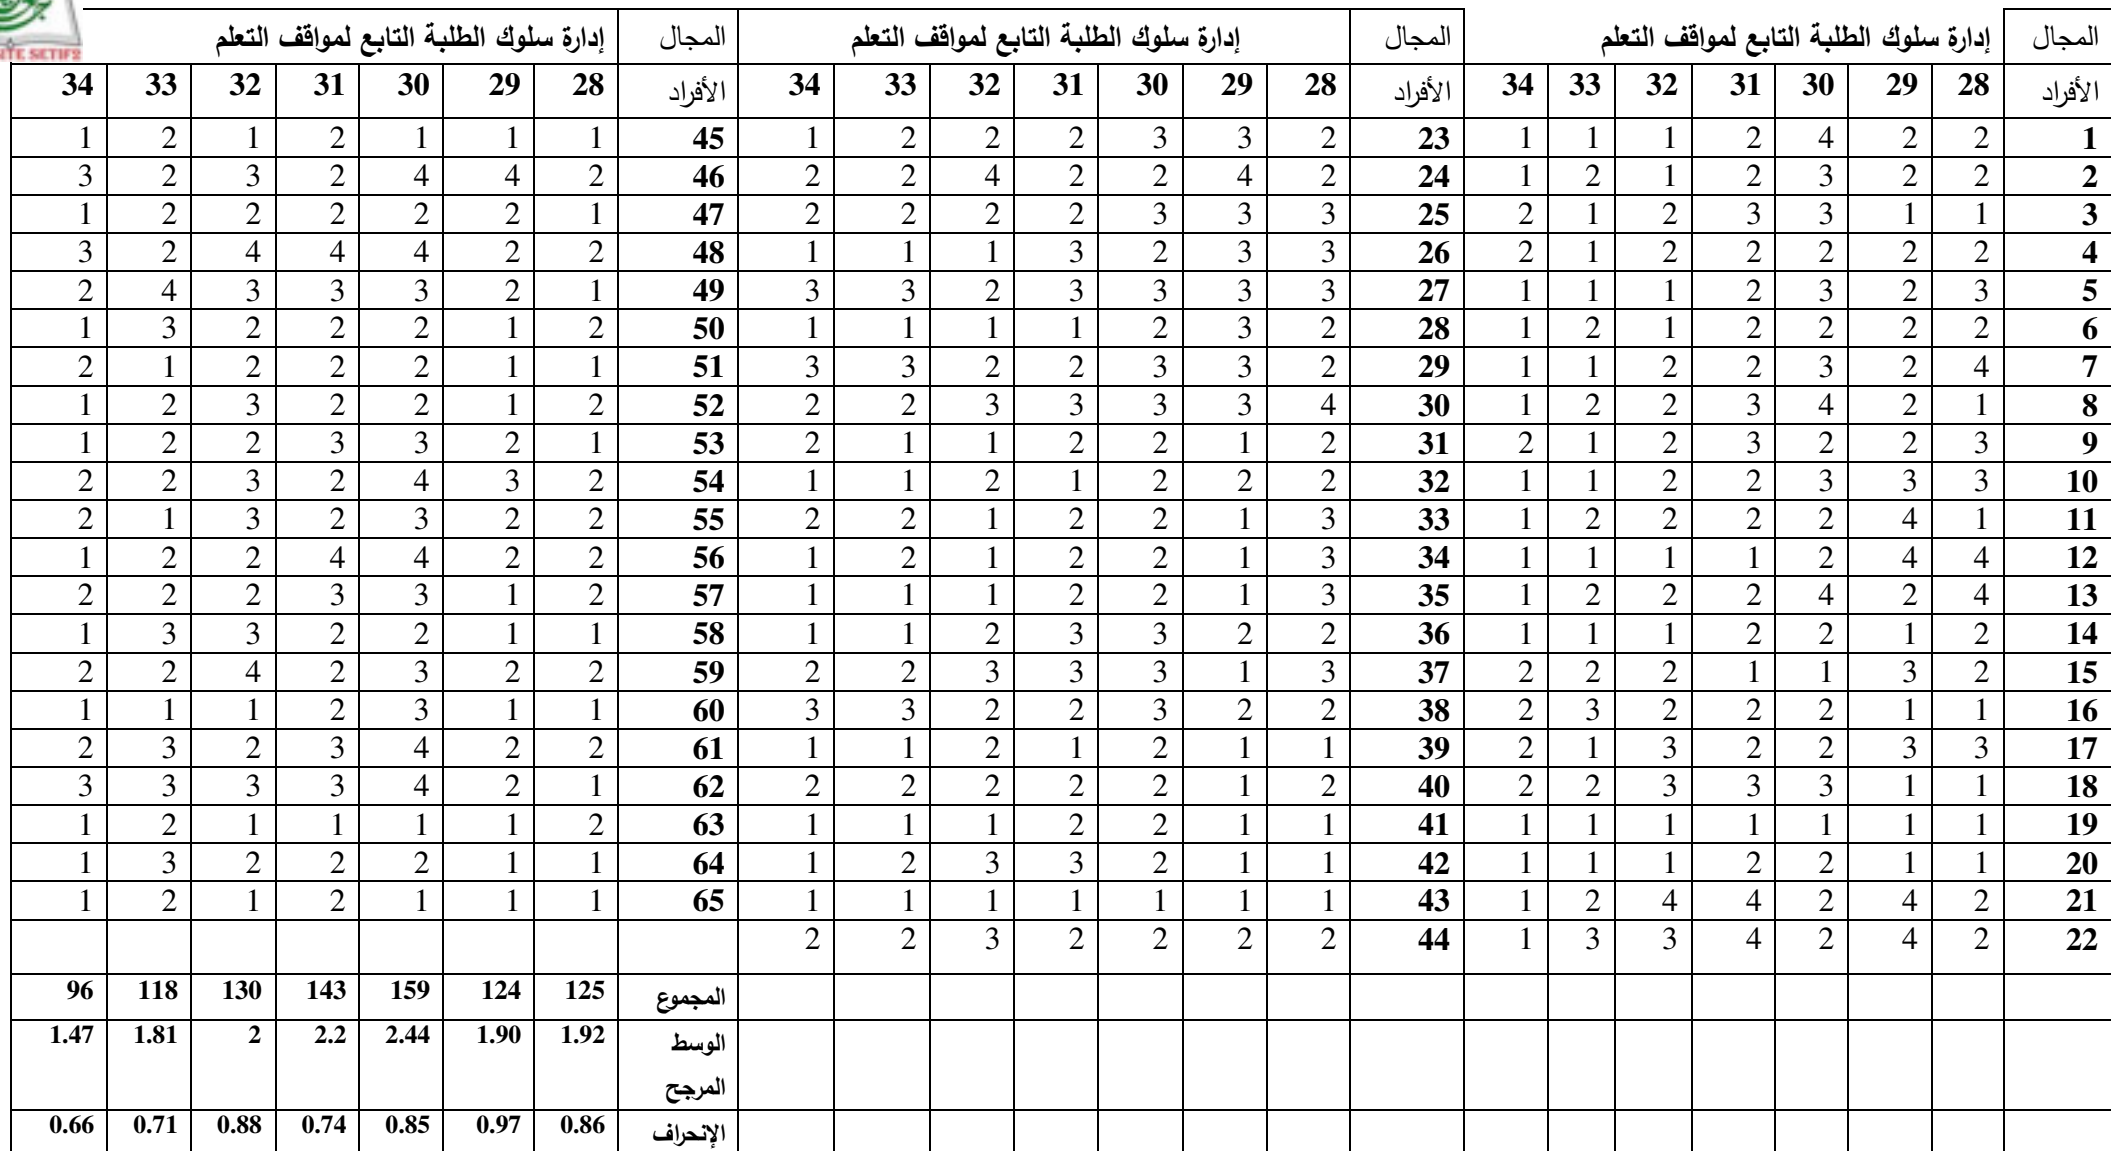 المجال إدارة سلوك الطلبة التابع لمواقف التعلم المجال إدارة سلوك الطلبة التابع لمواقف التعلم المجال إدارة سلوك الطلبة التابع لمواقف التعلم
الأفراد 28 29 30 31 32 33 34 الأفراد 28 29 30 31 32 33 34 الأفراد 28 29 30 31 32 33 34
1 2 2 4 2 1 1 1 23 2 3 3 2 2 2 1 45 1 1 1 2 1 2 1
2 2 2 3 2 1 2 1 24 2 4 2 2 4 2 2 46 2 4 4 2 3 2 3
3 1 1 3 3 2 1 2 25 3 3 3 2 2 2 2 47 1 2 2 2 2 2 1
4 2 2 2 2 2 1 2 26 3 3 2 3 1 1 1 48 2 2 4 4 4 2 3
5 3 2 3 2 1 1 1 27 3 3 3 3 2 3 3 49 1 2 3 3 3 4 2
6 2 2 2 2 1 2 1 28 2 3 2 1 1 1 1 50 2 1 2 2 2 3 1
7 4 2 3 2 2 1 1 29 2 3 3 2 2 3 3 51 1 1 2 2 2 1 2
8 1 2 4 3 2 2 1 30 4 3 3 3 3 2 2 52 2 1 2 2 3 2 1
9 3 2 2 3 2 1 2 31 2 1 2 2 1 1 2 53 1 2 3 3 2 2 1
10 3 3 3 2 2 1 1 32 2 2 2 1 2 1 1 54 2 3 4 2 3 2 2
11 1 4 2 2 2 2 1 33 3 1 2 2 1 2 2 55 2 2 3 2 3 1 2
12 4 4 2 1 1 1 1 34 3 1 2 2 1 2 1 56 2 2 4 4 2 2 1
13 4 2 4 2 2 2 1 35 3 1 2 2 1 1 1 57 2 1 3 3 2 2 2
14 2 1 2 2 1 1 1 36 2 2 3 3 2 1 1 58 1 1 2 2 3 3 1
15 2 3 1 1 2 2 2 37 3 1 3 3 3 2 2 59 2 2 3 2 4 2 2
16 1 1 2 2 2 3 2 38 2 2 3 2 2 3 3 60 1 1 3 2 1 1 1
17 3 3 2 2 3 1 2 39 1 1 2 1 2 1 1 61 2 2 4 3 2 3 2
18 1 1 3 3 3 2 2 40 2 1 2 2 2 2 2 62 1 2 4 3 3 3 3
19 1 1 1 1 1 1 1 41 1 1 2 2 1 1 1 63 2 1 1 1 1 2 1
20 1 1 2 2 1 1 1 42 1 1 2 3 3 2 1 64 1 1 2 2 2 3 1
21 2 4 2 4 4 2 1 43 1 1 1 1 1 1 1 65 1 1 1 2 1 2 1
22 2 4 2 4 3 3 1 44 2 2 2 2 3 2 2
المجموع 125 124 159 143 130 118 96
الوسط 1.92 1.90 2.44 2.2 2 1.81 1.47
المرجح
الإنحراف 0.86 0.97 0.85 0.74 0.88 0.71 0.66